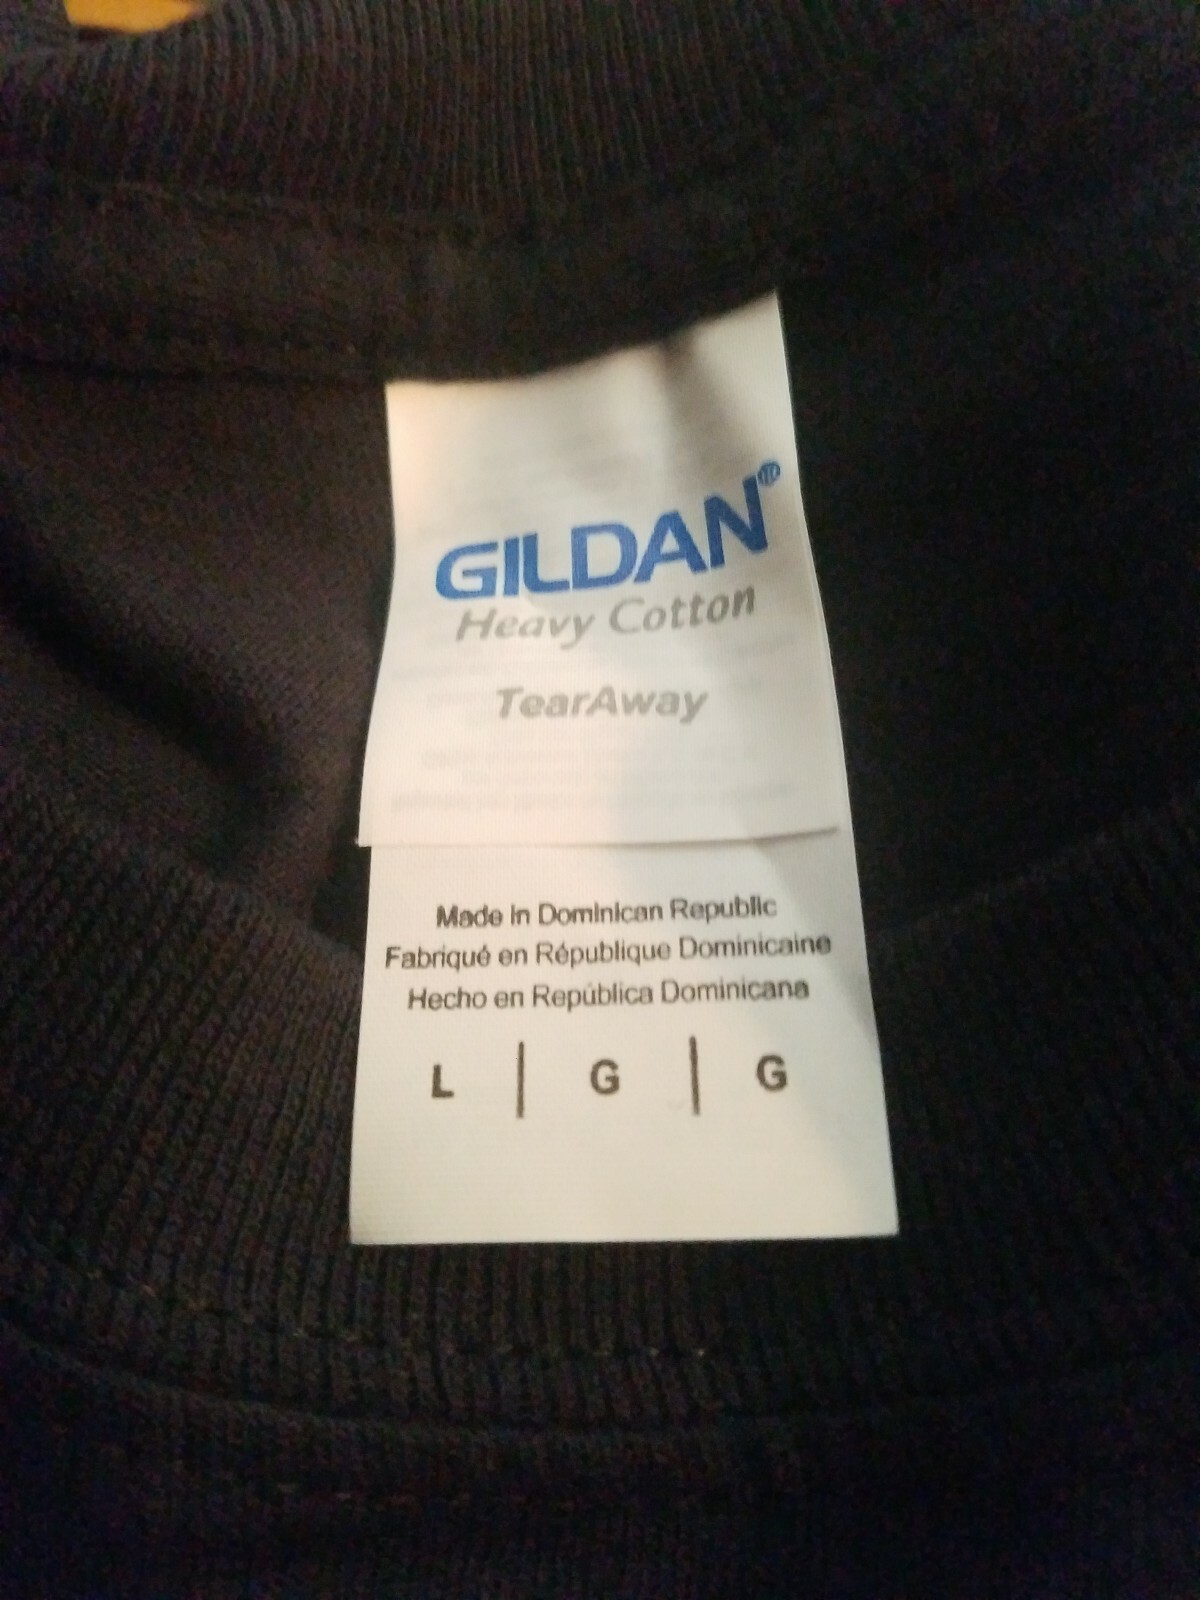 GILDAN®
Heavy Cotton
TearAway
Made in Dominican Republic
Fabriqué en République Dominicaine
Hecho en República Dominicana
L | G | G